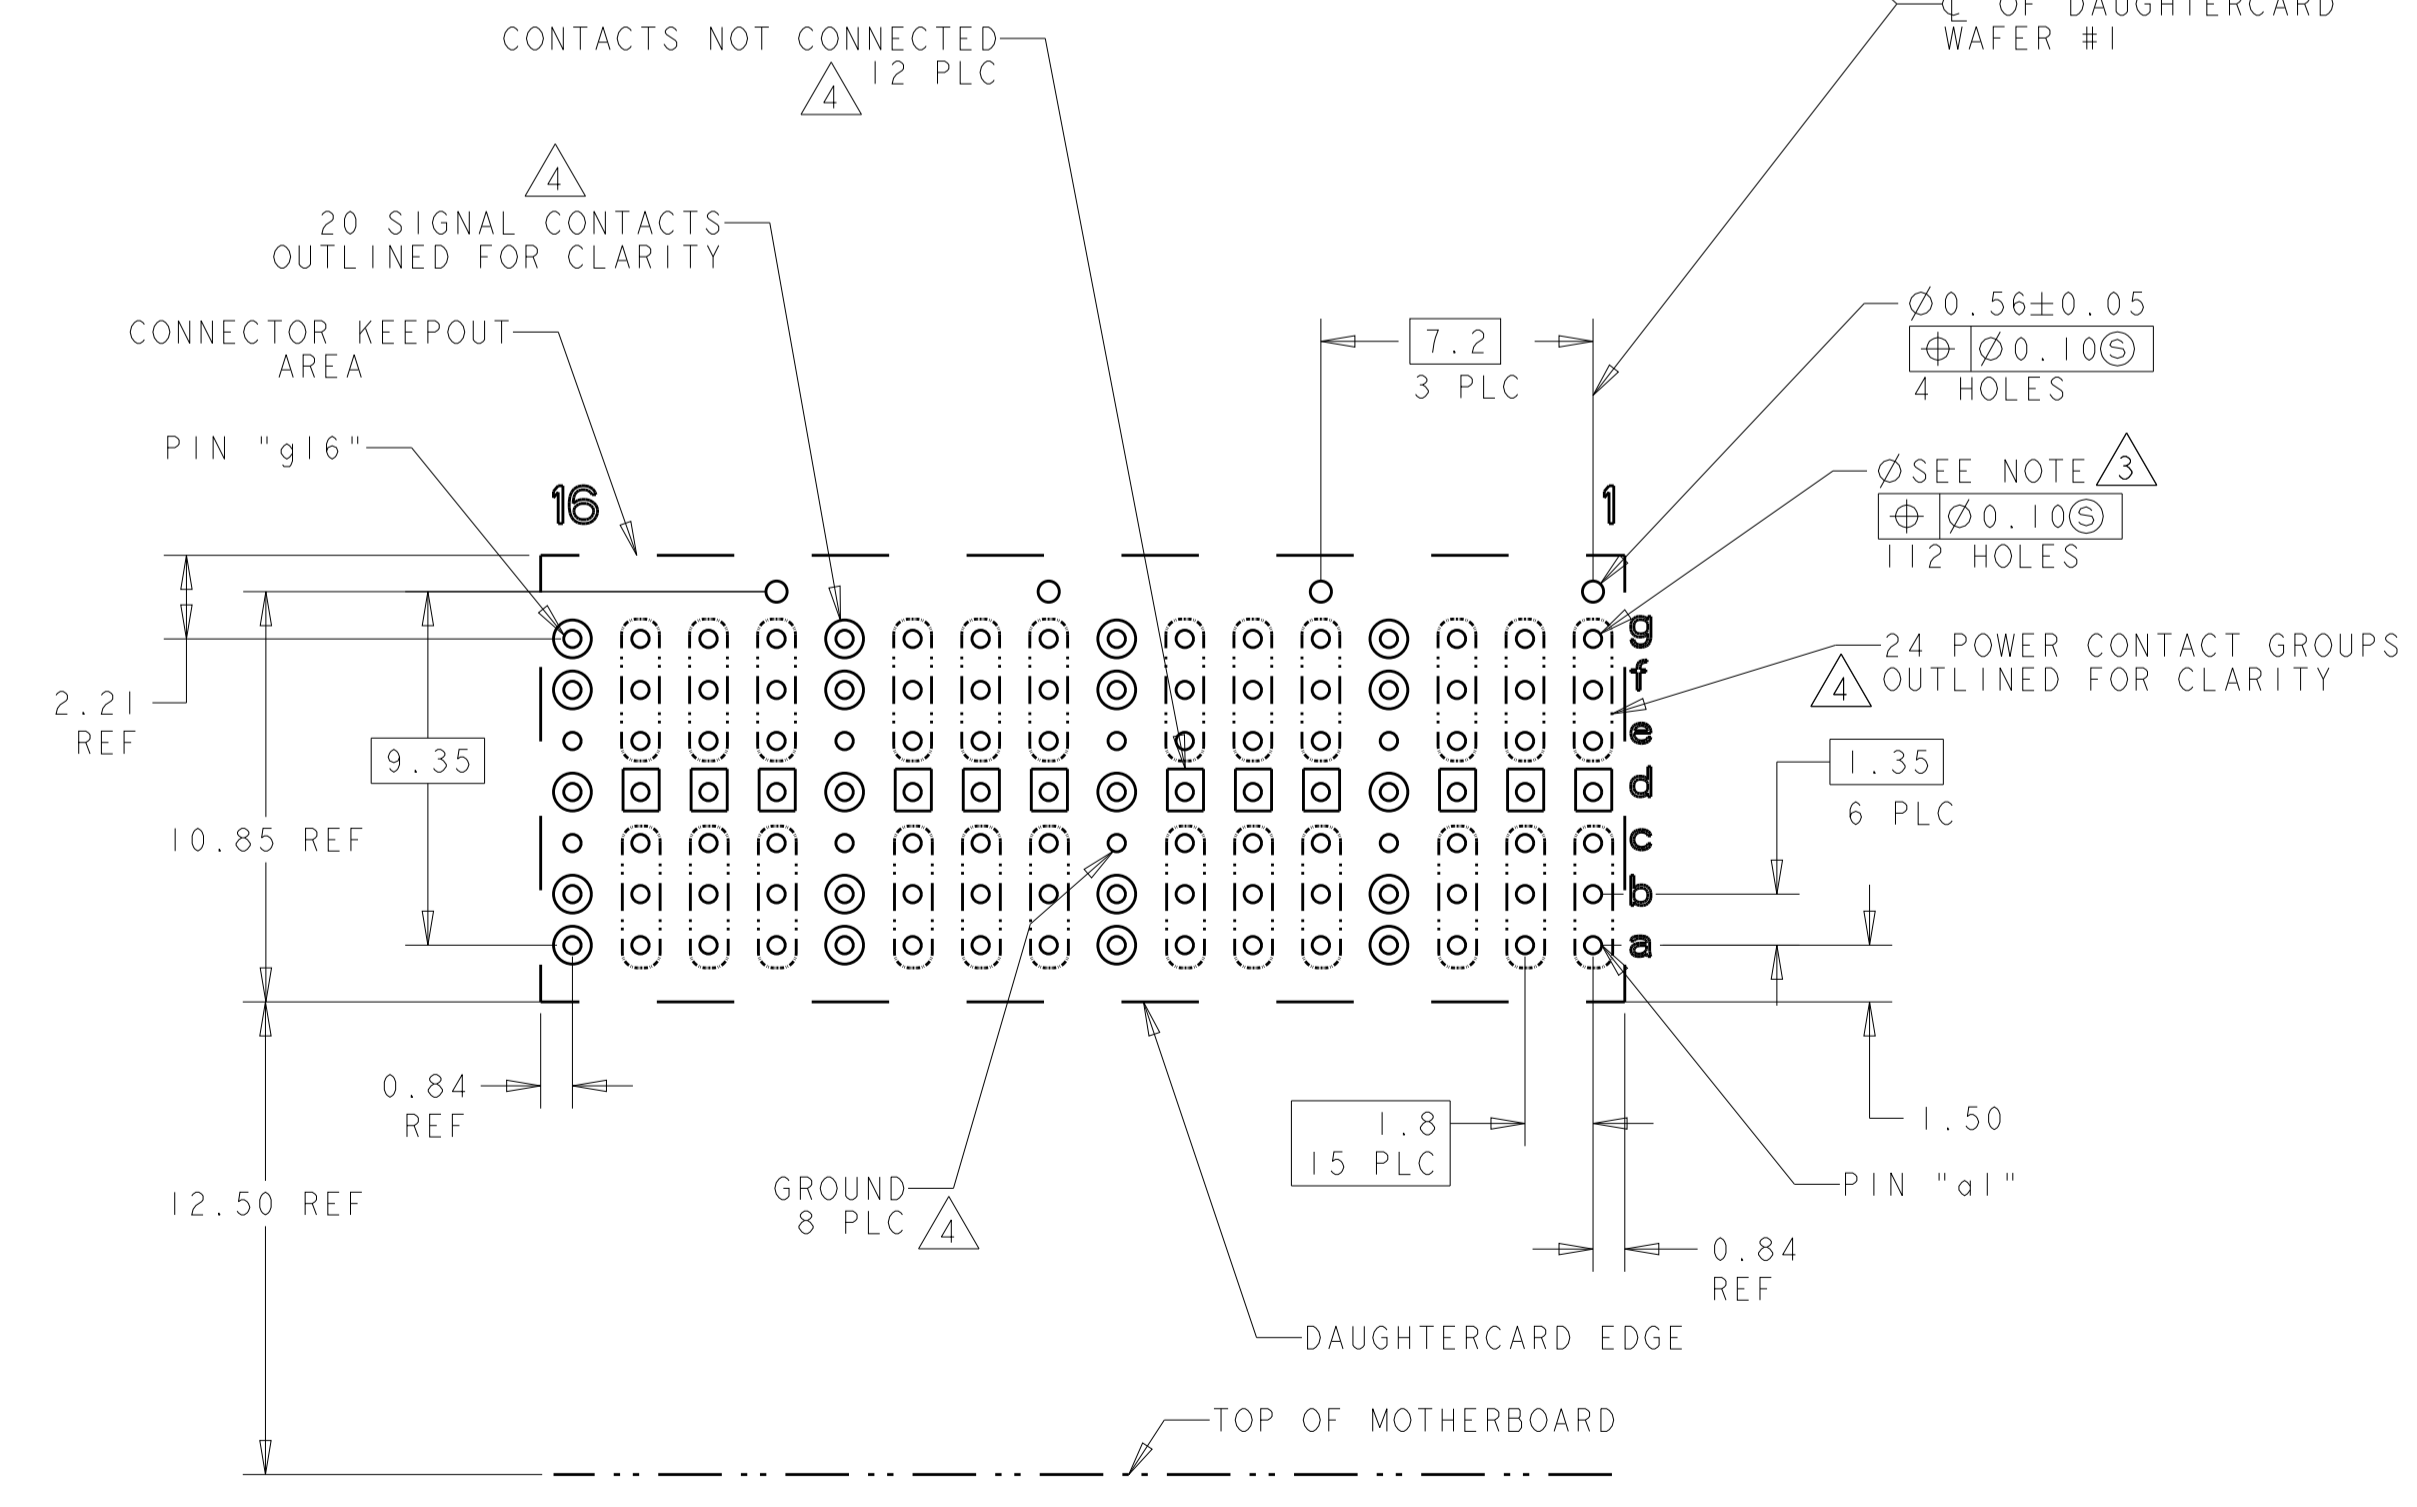 ℄ OF DAUGHTERCARD
WAFER #1
CONTACTS NOT CONNECTED
12 PLC
4
4
20 SIGNAL CONTACTS
OUTLINED FOR CLARITY
CONNECTOR KEEPOUT
AREA
PIN "g16"
7.2
3 PLC
Ø0.56±0.05
⌖ Ø0.10Ⓢ
4 HOLES
ØSEE NOTE 3
⌖ Ø0.10Ⓢ
112 HOLES
16
1
g
f
e
d
c
b
a
24 POWER CONTACT GROUPS
OUTLINED FOR CLARITY
4
2.21
REF
9.35
1.35
6 PLC
10.85 REF
0.84
REF
1.8
15 PLC
1.50
PIN "a1"
12.50 REF
GROUND
8 PLC
4
0.84
REF
DAUGHTERCARD EDGE
TOP OF MOTHERBOARD